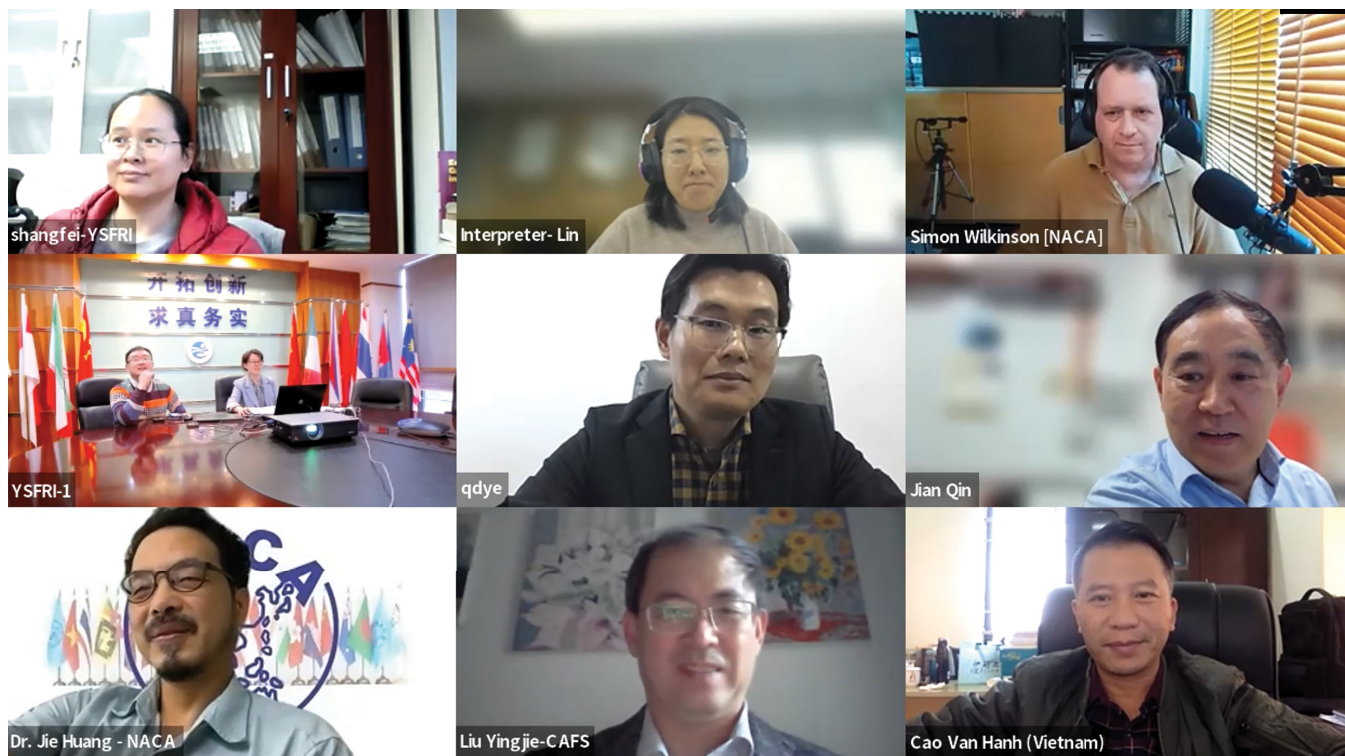 shangfei-YSFRI
Interpreter- Lin
Simon Wilkinson [NACA]
开拓创新
求真务实
YSFRI-1
qdye
Jian Qin
CA
Dr. Jie Huang - NACA
Liu Yingjie-CAFS
Cao Van Hanh (Vietnam)